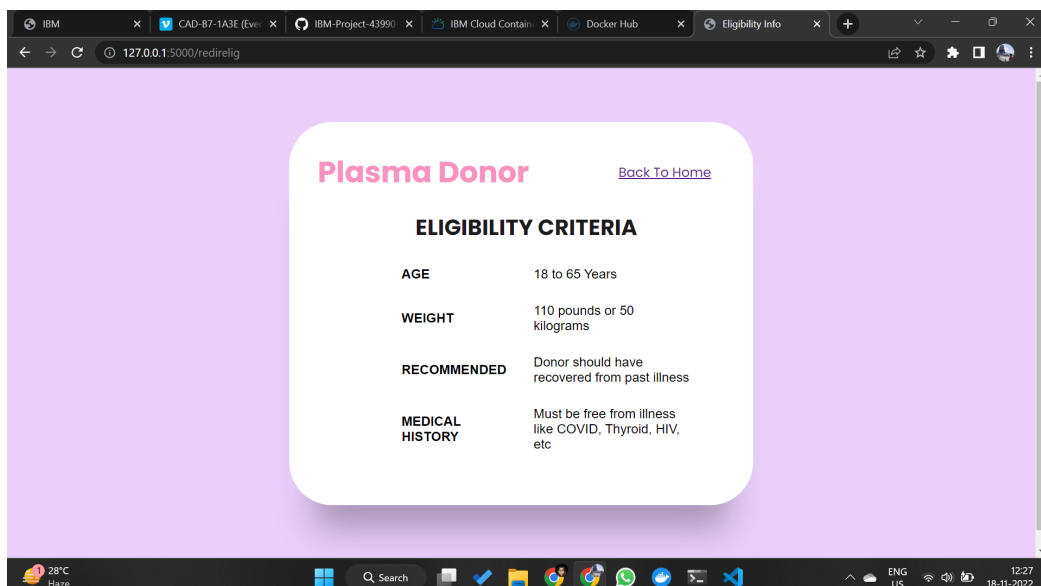 IBM
CAD-B7-1A3E (Ever
IBM-Project-43990-
IBM Cloud Contain
Docker Hub
Eligibility Info
127.0.0.1:5000/redirelig
Plasma Donor
Back To Home
ELIGIBILITY CRITERIA
AGE
18 to 65 Years
WEIGHT
110 pounds or 50
kilograms
RECOMMENDED
Donor should have
recovered from past illness
MEDICAL
HISTORY
Must be free from illness
like COVID, Thyroid, HIV,
etc
1
28°C
Haze
Search
ENG
US
12:27
18-11-2022